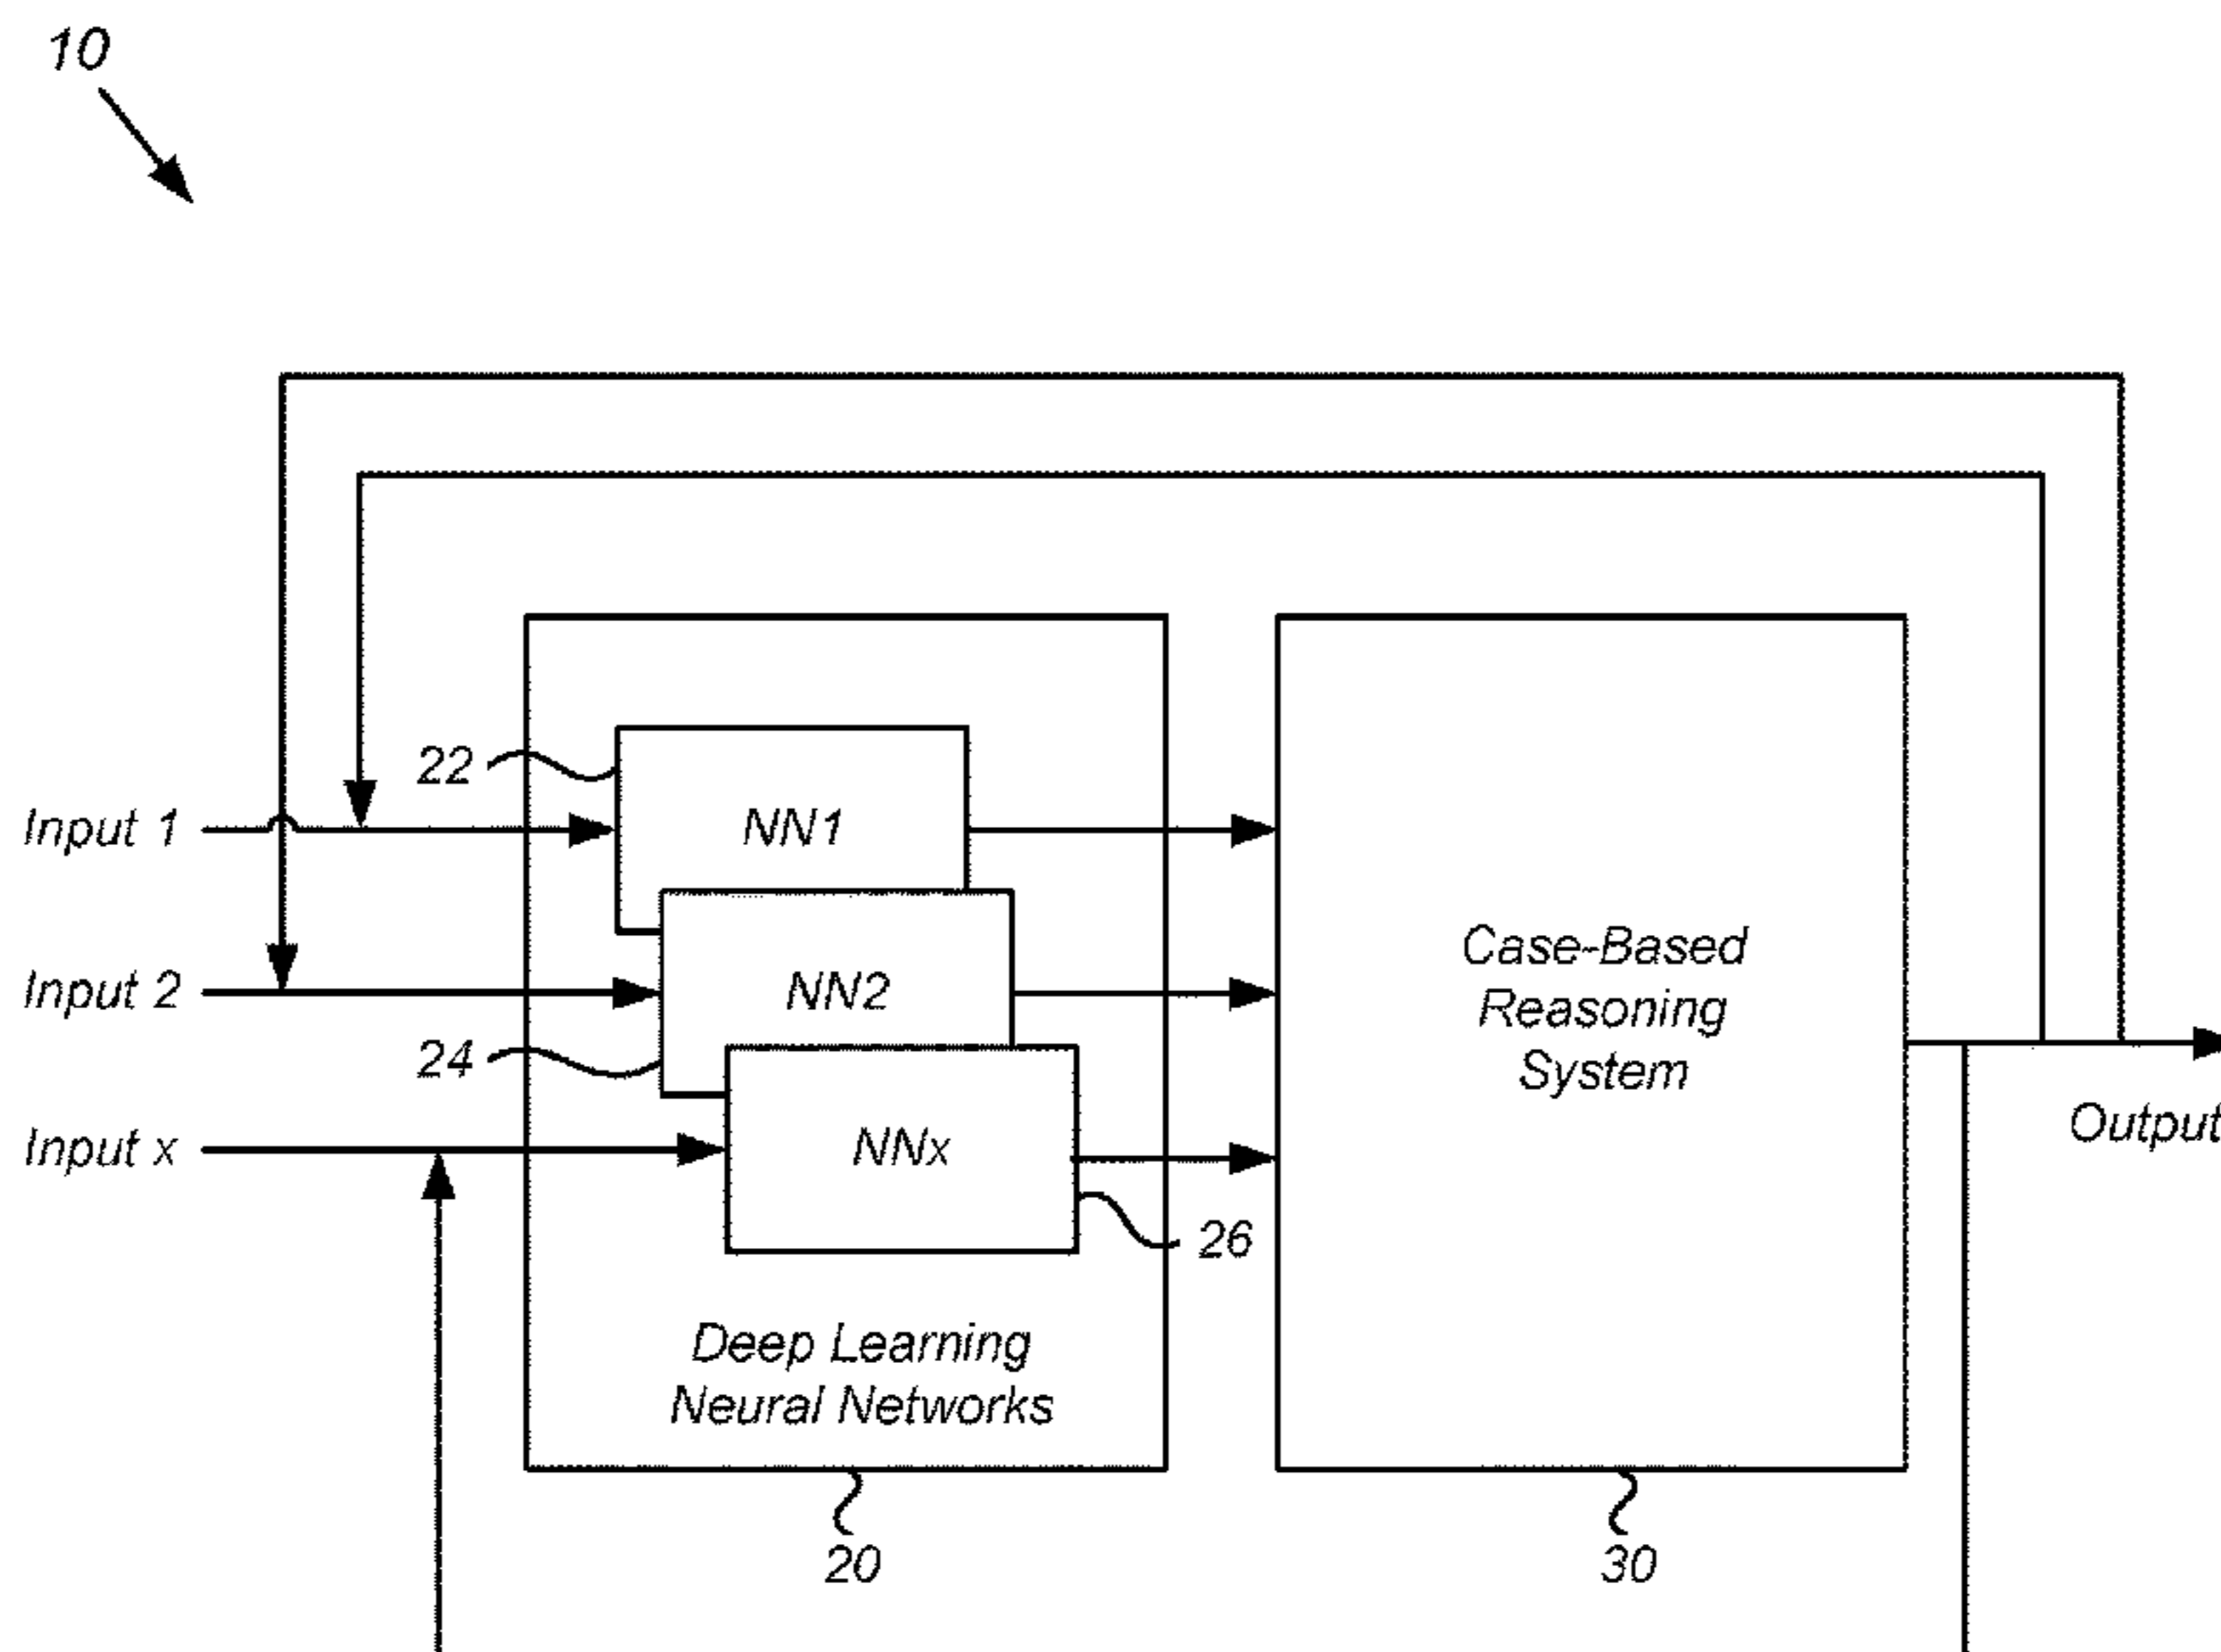 10
22
Input 1
NN1
Input 2
NN2
24
Input x
NNx
26
Case-Based
Reasoning
System
Output
Deep Learning
Neural Networks
20
30